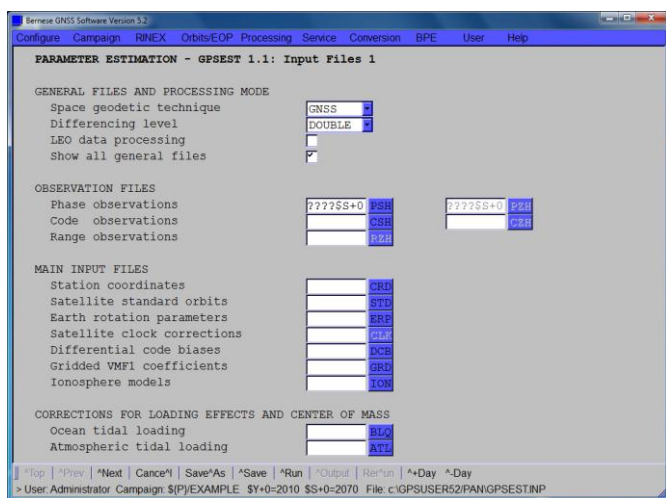 Bernese GNSS Software Version 5.2
Configure Campaign RINEX Orbits/EOP Processing Service Conversion BPE User Help
PARAMETER ESTIMATION - GPSEST 1.1: Input Files 1
GENERAL FILES AND PROCESSING MODE
Space geodetic technique GNSS
Differencing level DOUBLE
LEO data processing
Show all general files
OBSERVATION FILES
Phase observations ????$S+0 PSH ????$S+0 PZH
Code observations CSH CZH
Range observations RZH
MAIN INPUT FILES
Station coordinates CRD
Satellite standard orbits STD
Earth rotation parameters ERP
Satellite clock corrections CLK
Differential code biases DCB
Gridded VMF1 coefficients GRD
Ionosphere models ION
CORRECTIONS FOR LOADING EFFECTS AND CENTER OF MASS
Ocean tidal loading BLQ
Atmospheric tidal loading ATL
^Top | ^Prev | ^Next | Cance^l | Save^As | ^Save | ^Run | ^Output | Rer^un | ^+Day ^-Day
> User: Administrator Campaign: ${P}/EXAMPLE $Y+0=2010 $S+0=2070 File: c:\GPSUSER52/PAN\GPSEST.INP